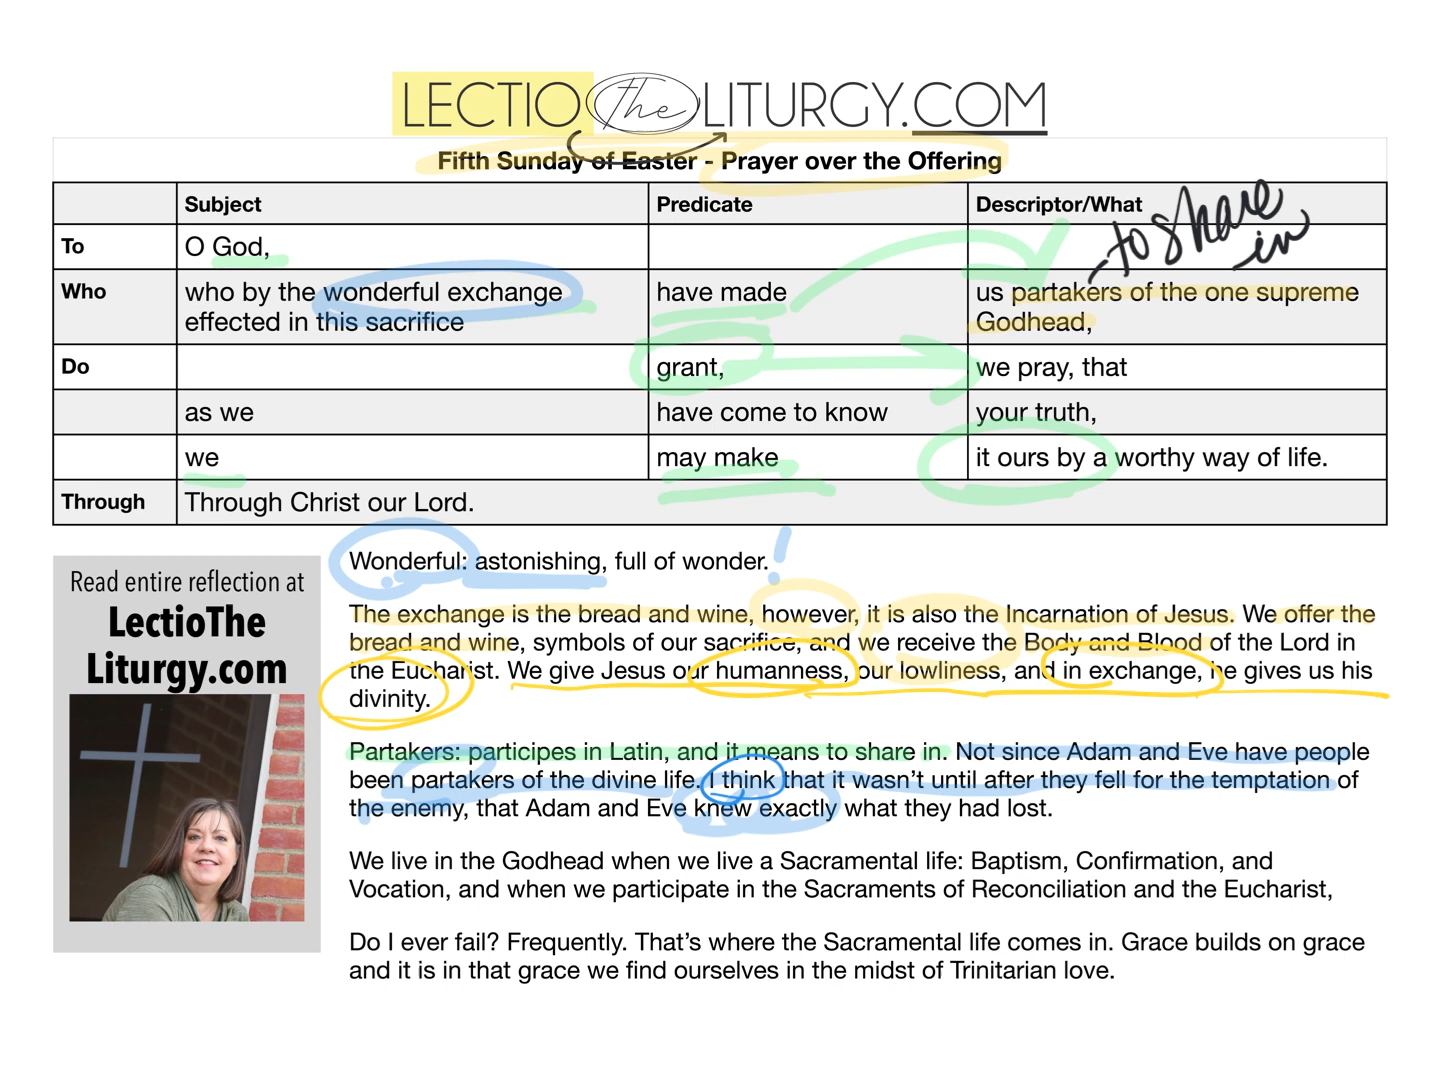 LECTIO the LITURGY.COM
Fifth Sunday of Easter - Prayer over the Offering
Subject Predicate Descriptor/What
-to share
in
To O God,
Who who by the wonderful exchange have made us partakers of the one supreme
effected in this sacrifice Godhead,
Do grant, we pray, that
as we have come to know your truth,
we may make it ours by a worthy way of life.
Through Through Christ our Lord.
Read entire reflection at
LectioThe
Liturgy.com
Wonderful: astonishing, full of wonder. !
The exchange is the bread and wine, however, it is also the Incarnation of Jesus. We offer the
bread and wine, symbols of our sacrifice, and we receive the Body and Blood of the Lord in
the Eucharist. We give Jesus our humanness, our lowliness, and in exchange, he gives us his
divinity.
Partakers: participes in Latin, and it means to share in. Not since Adam and Eve have people
been partakers of the divine life. I think that it wasn't until after they fell for the temptation of
the enemy, that Adam and Eve knew exactly what they had lost.
We live in the Godhead when we live a Sacramental life: Baptism, Confirmation, and
Vocation, and when we participate in the Sacraments of Reconciliation and the Eucharist,
Do I ever fail? Frequently. That's where the Sacramental life comes in. Grace builds on grace
and it is in that grace we find ourselves in the midst of Trinitarian love.